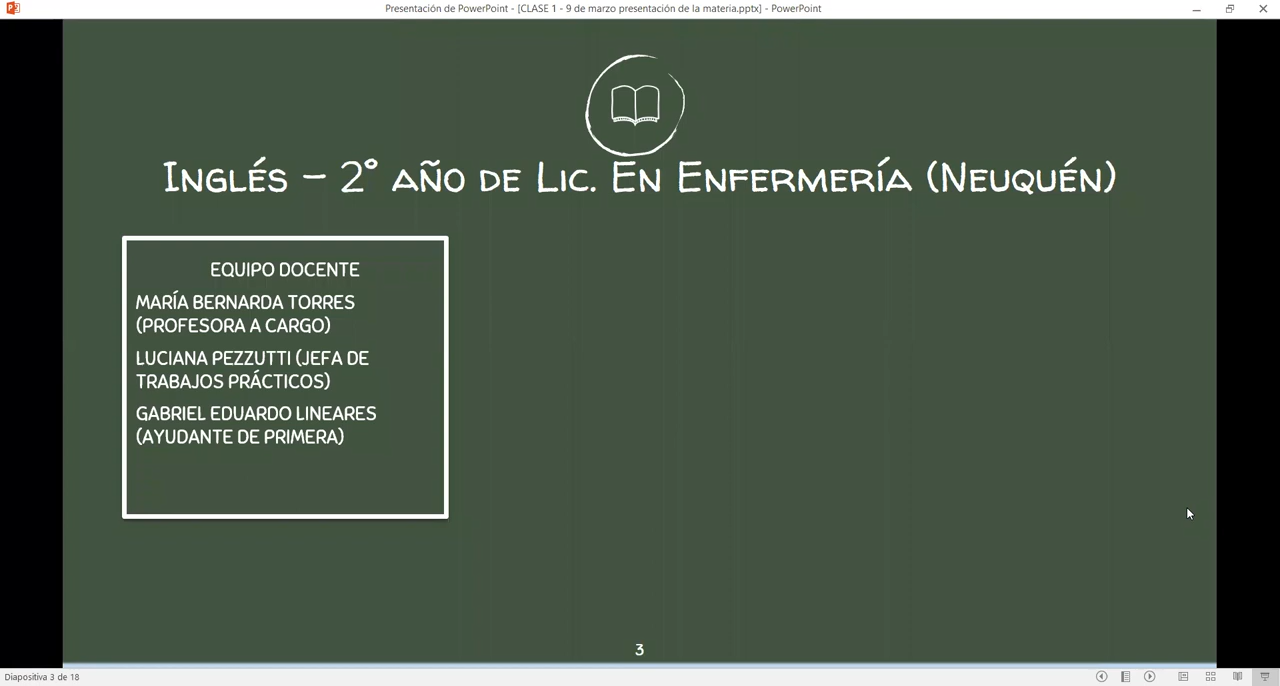 Presentación de PowerPoint - [CLASE 1 - 9 de marzo presentación de la materia.pptx] - PowerPoint
Inglés – 2° año de Lic. En Enfermería (Neuquén)
EQUIPO DOCENTE
MARÍA BERNARDA TORRES
(PROFESORA A CARGO)
LUCIANA PEZZUTTI (JEFA DE
TRABAJOS PRÁCTICOS)
GABRIEL EDUARDO LINEARES
(AYUDANTE DE PRIMERA)
3
Diapositiva 3 de 18